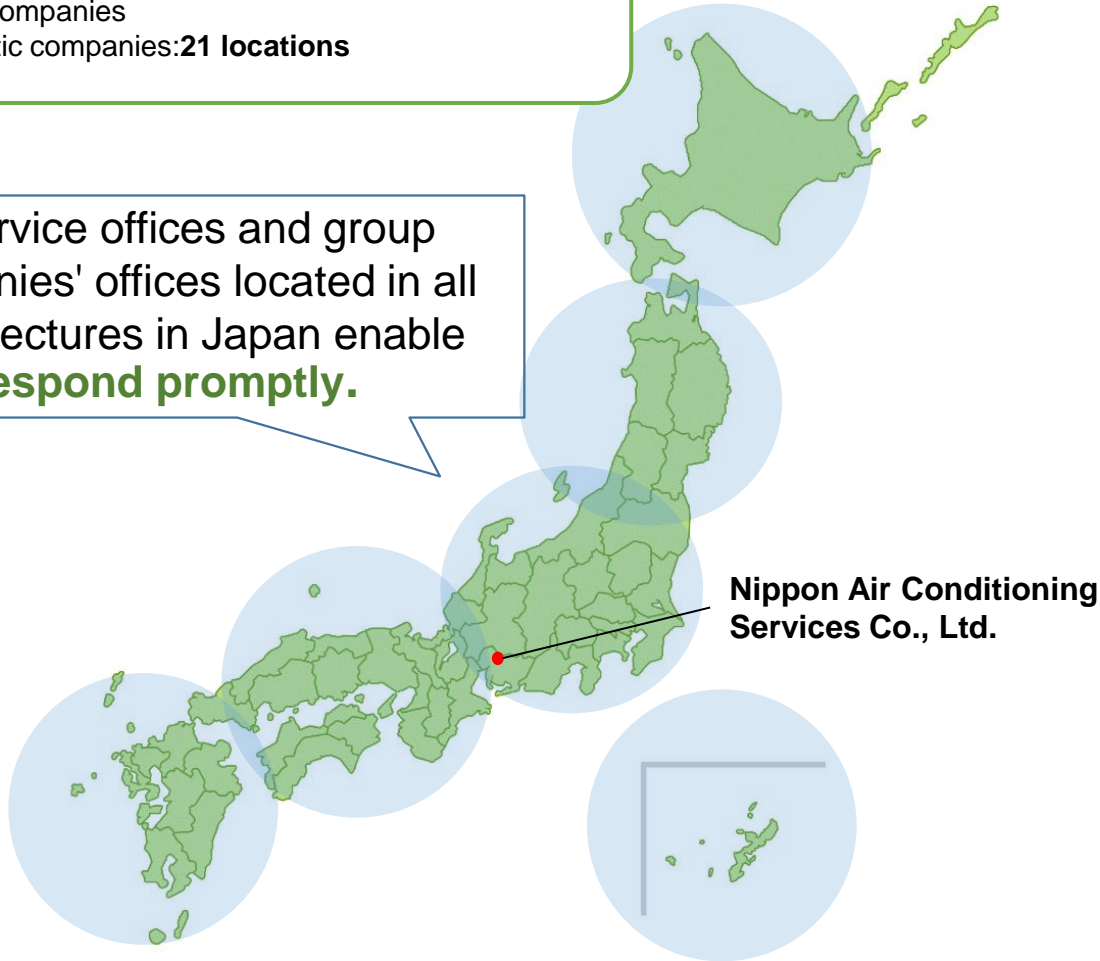 ompanies
tic companies:21 locations
rvice offices and group
nies' offices located in all
ectures in Japan enable
espond promptly.
Nippon Air Conditioning
Services Co., Ltd.